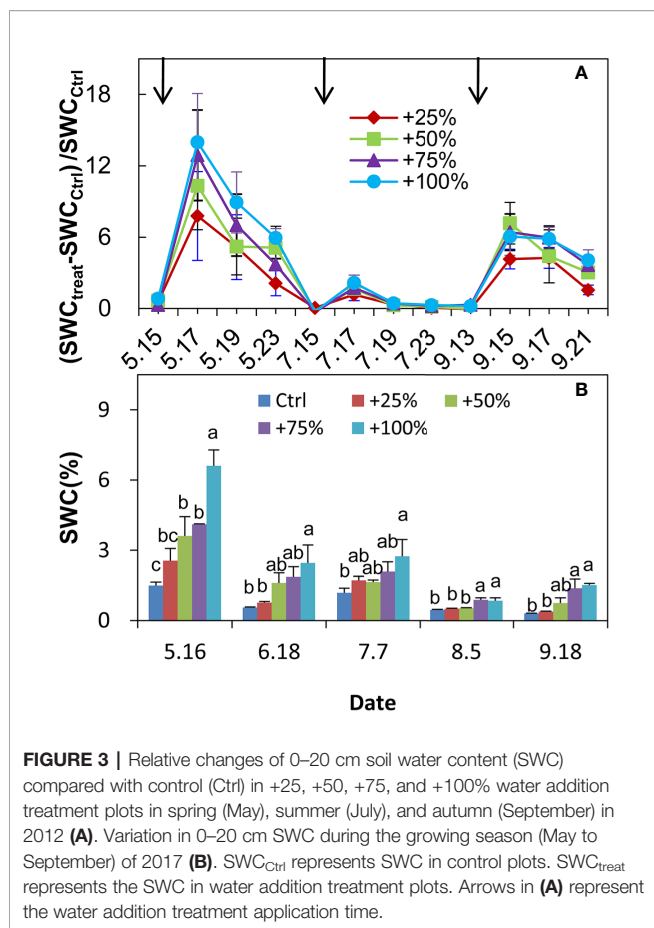 A
(SWCtreat-SWCCtrl)/SWCCtrl
18
12
6
0
+25%
+50%
+75%
+100%
5.15 5.17 5.19 5.23 7.15 7.17 7.19 7.23 9.13 9.15 9.17 9.21
B
Ctrl +25% +50%
+75% +100%
SWC(%)
9
6
3
0
c bc b b a
b b ab ab a
b ab ab ab a
b b b a a
b b ab a a
5.16 6.18 7.7 8.5 9.18
Date
FIGURE 3 | Relative changes of 0–20 cm soil water content (SWC)
compared with control (Ctrl) in +25, +50, +75, and +100% water addition
treatment plots in spring (May), summer (July), and autumn (September) in
2012 (A). Variation in 0–20 cm SWC during the growing season (May to
September) of 2017 (B). SWCCtrl represents SWC in control plots. SWCtreat
represents the SWC in water addition treatment plots. Arrows in (A) represent
the water addition treatment application time.